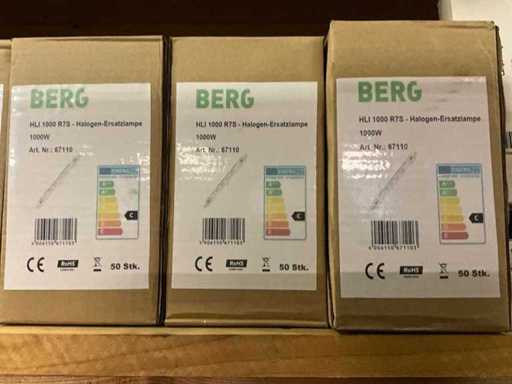 BERG
HLI 1000 R7S - Halogen-Ersatzlampe
1000W
Art. Nr.: 67110
C
CE
RoHS
50 Stk.
BERG
HLI 1000 R7S - Halogen-Ersatzlampe
1000W
Art. Nr.: 67110
C
CE
RoHS
50 Stk.
BERG
HLI 1000 R7S - Halogen-Ersatzlampe
1000W
Art. Nr.: 67110
C
CE
RoHS
50 Stk.